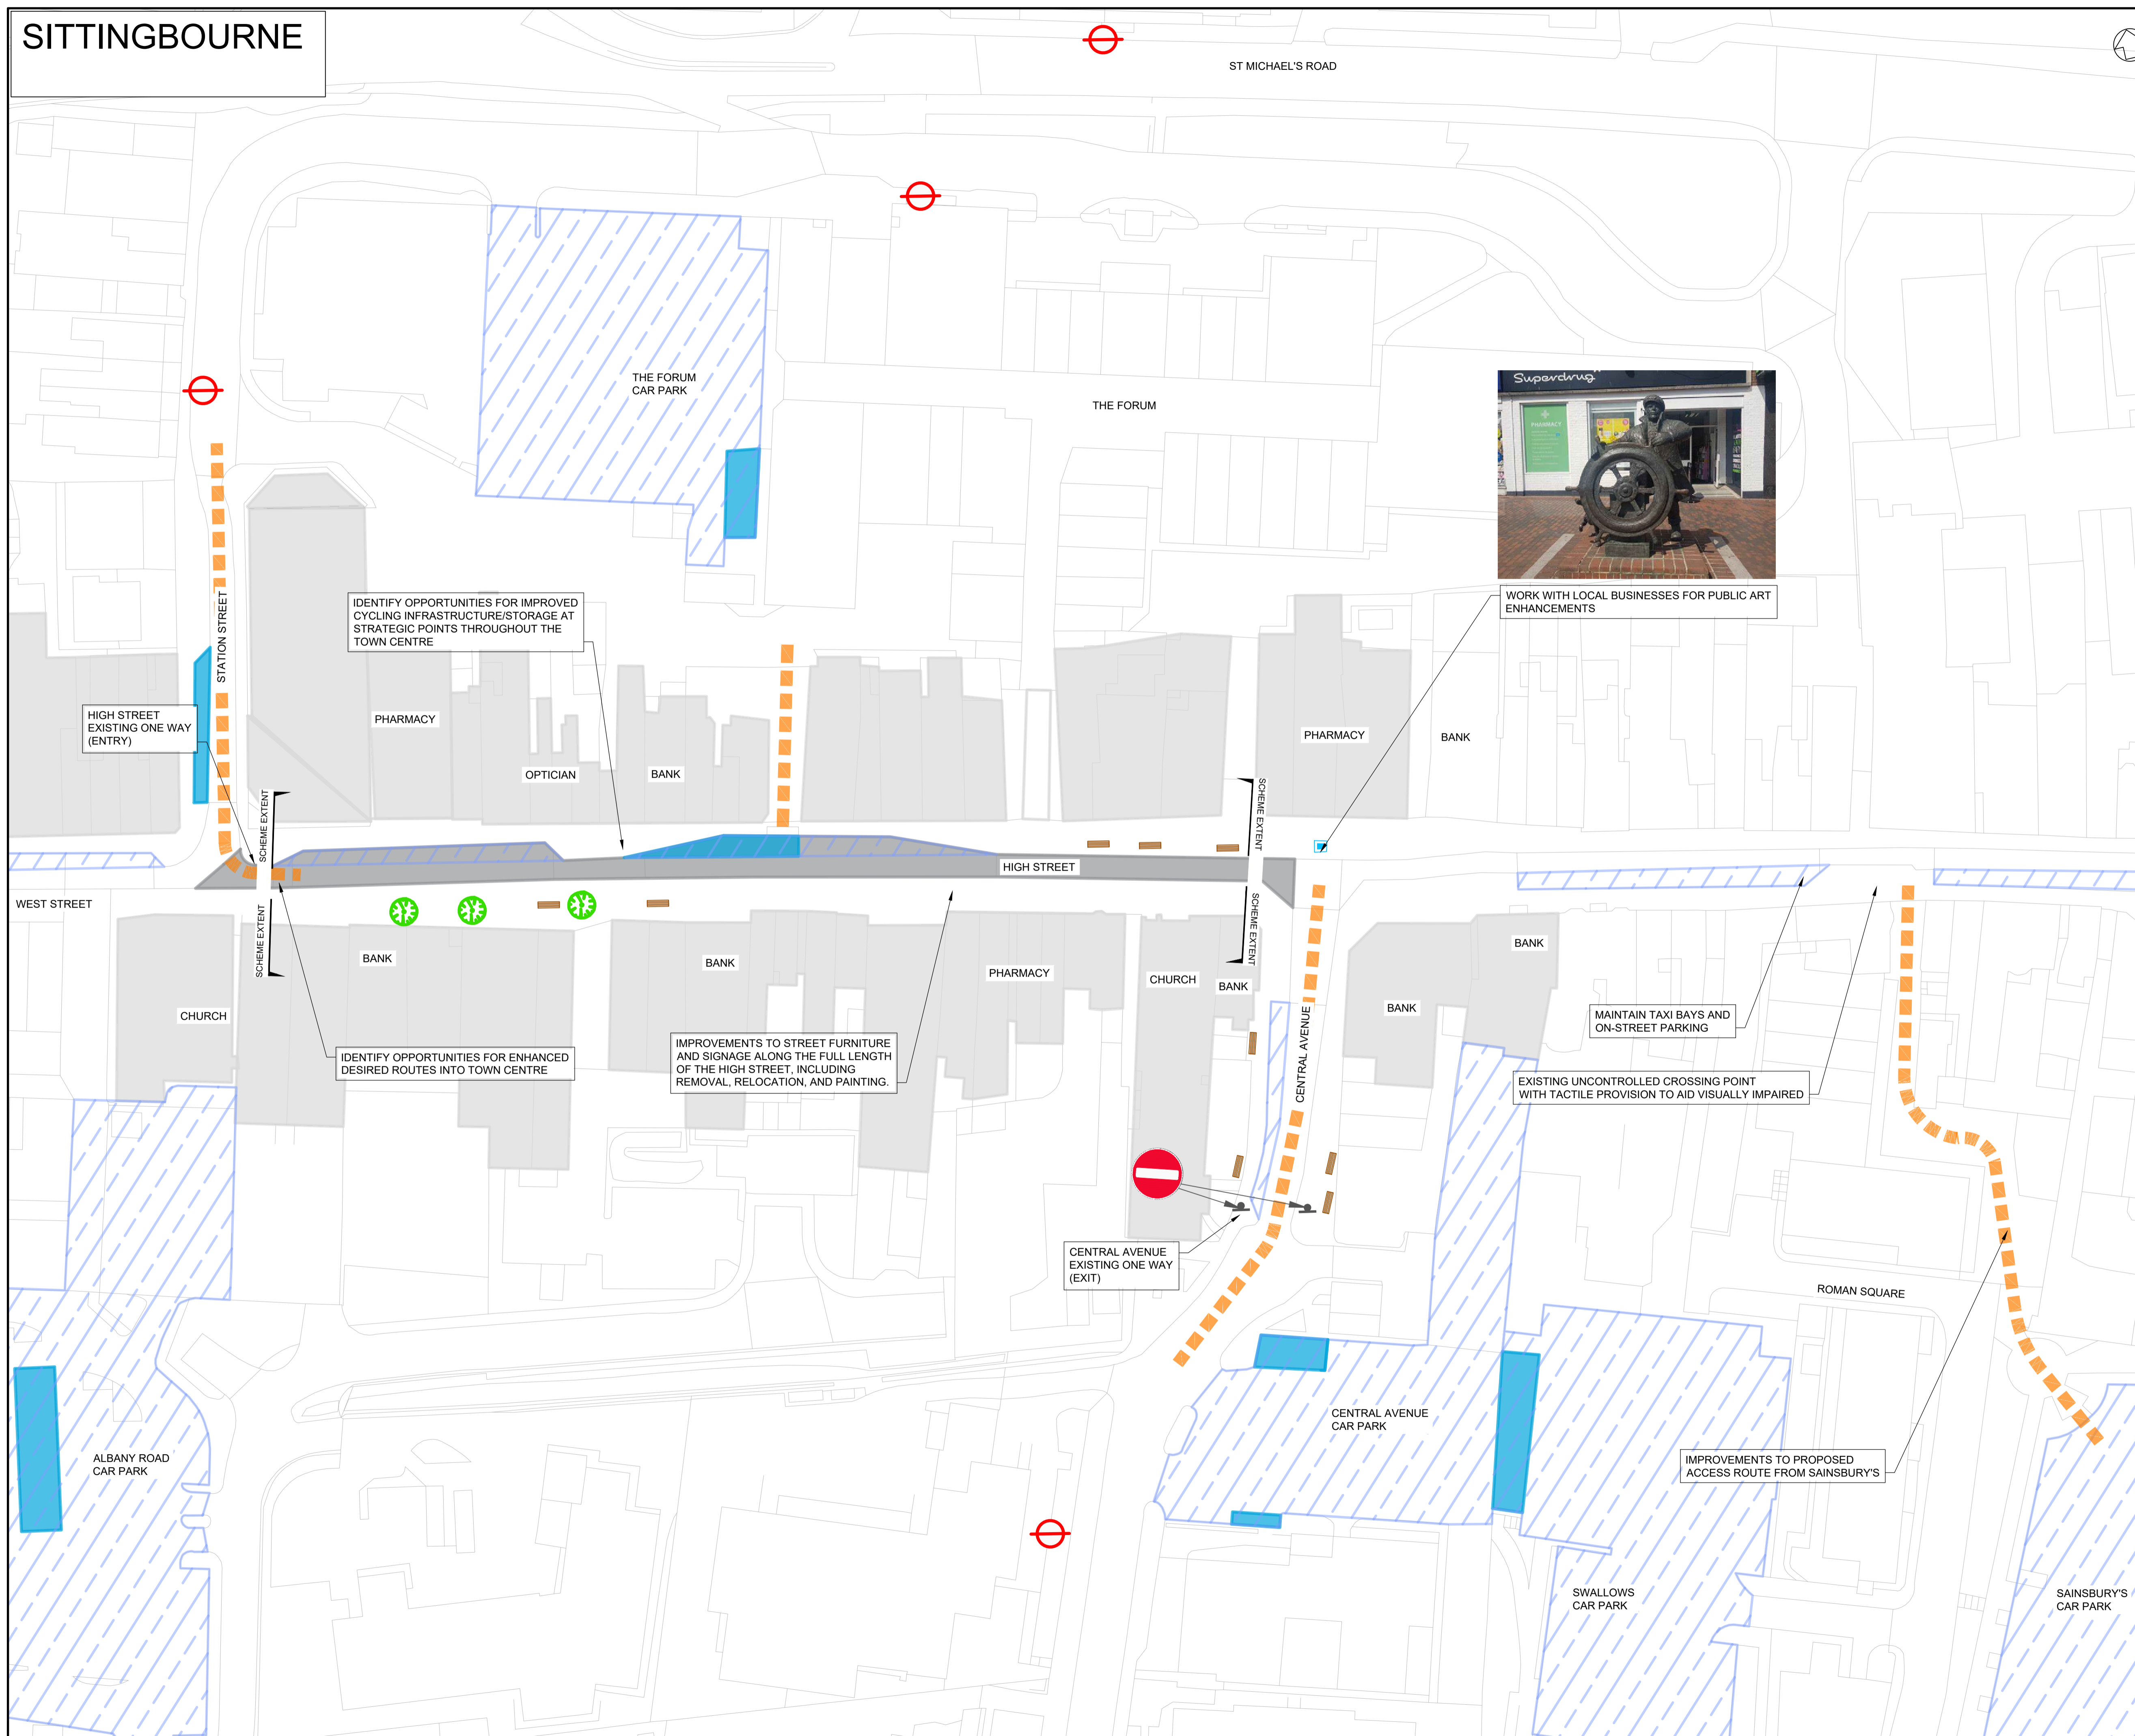 SITTINGBOURNE
ST MICHAEL'S ROAD
THE FORUM
CAR PARK
THE FORUM
Superdrug
PHARMACY
STATION STREET
IDENTIFY OPPORTUNITIES FOR IMPROVED
CYCLING INFRASTRUCTURE/STORAGE AT
STRATEGIC POINTS THROUGHOUT THE
TOWN CENTRE
WORK WITH LOCAL BUSINESSES FOR PUBLIC ART
ENHANCEMENTS
HIGH STREET
EXISTING ONE WAY
(ENTRY)
PHARMACY
OPTICIAN
BANK
PHARMACY
BANK
SCHEME EXTENT
SCHEME EXTENT
HIGH STREET
WEST STREET
SCHEME EXTENT
SCHEME EXTENT
CHURCH
BANK
BANK
PHARMACY
CHURCH
BANK
CENTRAL AVENUE
BANK
BANK
MAINTAIN TAXI BAYS AND
ON-STREET PARKING
IDENTIFY OPPORTUNITIES FOR ENHANCED
DESIRED ROUTES INTO TOWN CENTRE
IMPROVEMENTS TO STREET FURNITURE
AND SIGNAGE ALONG THE FULL LENGTH
OF THE HIGH STREET, INCLUDING
REMOVAL, RELOCATION, AND PAINTING.
EXISTING UNCONTROLLED CROSSING POINT
WITH TACTILE PROVISION TO AID VISUALLY IMPAIRED
CENTRAL AVENUE
EXISTING ONE WAY
(EXIT)
ROMAN SQUARE
ALBANY ROAD
CAR PARK
CENTRAL AVENUE
CAR PARK
IMPROVEMENTS TO PROPOSED
ACCESS ROUTE FROM SAINSBURY'S
SWALLOWS
CAR PARK
SAINSBURY'S
CAR PARK